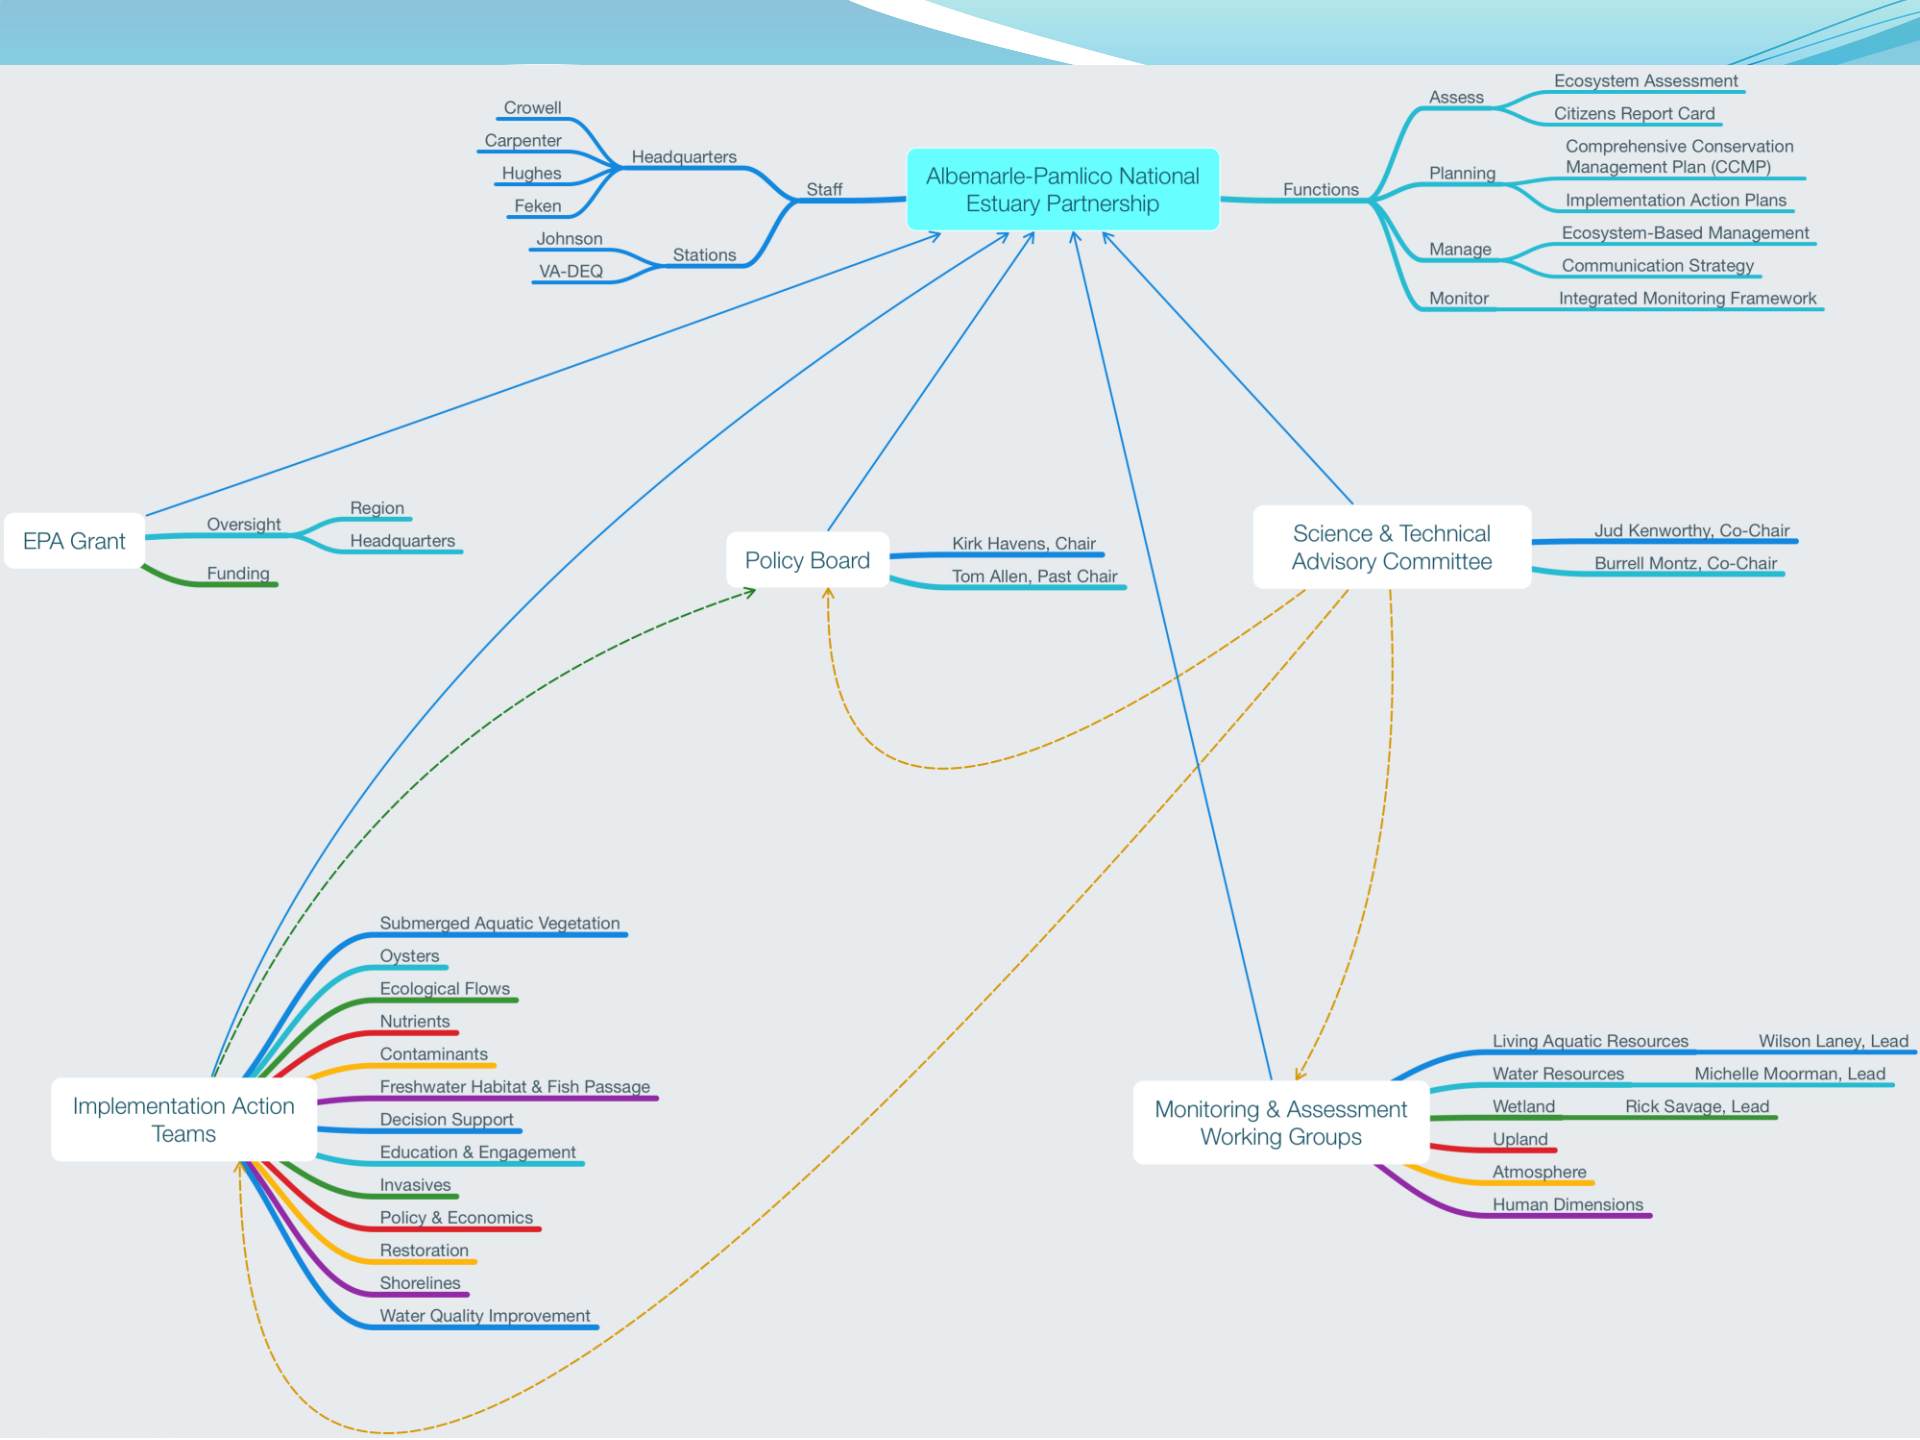 Crowell
Carpenter
Hughes
Feken
Headquarters
Johnson
VA-DEQ
Stations
Staff
Albemarle-Pamlico National
Estuary Partnership
Functions
Assess
Ecosystem Assessment
Citizens Report Card
Planning
Comprehensive Conservation
Management Plan (CCMP)
Implementation Action Plans
Manage
Ecosystem-Based Management
Communication Strategy
Monitor
Integrated Monitoring Framework
EPA Grant
Oversight
Region
Headquarters
Funding
Policy Board
Kirk Havens, Chair
Tom Allen, Past Chair
Science & Technical
Advisory Committee
Jud Kenworthy, Co-Chair
Burrell Montz, Co-Chair
Implementation Action
Teams
Submerged Aquatic Vegetation
Oysters
Ecological Flows
Nutrients
Contaminants
Freshwater Habitat & Fish Passage
Decision Support
Education & Engagement
Invasives
Policy & Economics
Restoration
Shorelines
Water Quality Improvement
Monitoring & Assessment
Working Groups
Living Aquatic Resources
Wilson Laney, Lead
Water Resources
Michelle Moorman, Lead
Wetland
Rick Savage, Lead
Upland
Atmosphere
Human Dimensions